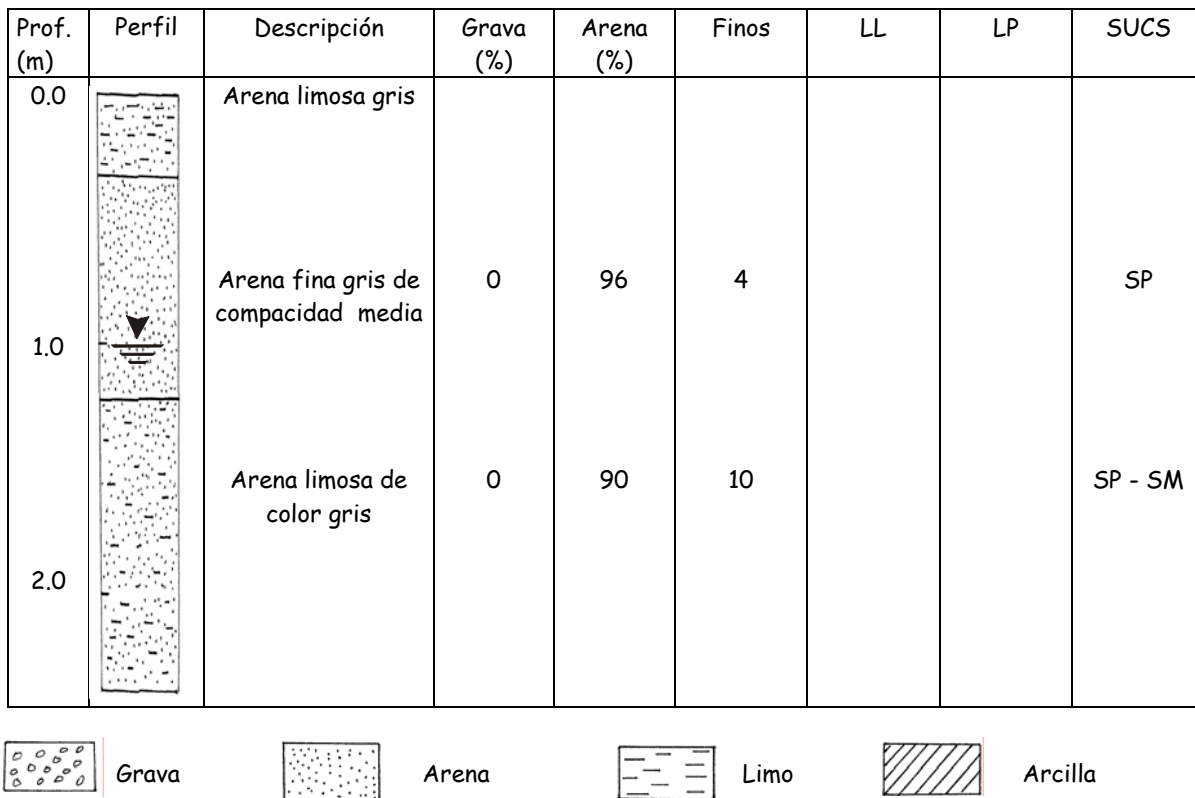 Prof. (m) Perfil Descripción Grava (%) Arena (%) Finos LL LP SUCS
0.0 Arena limosa gris
Arena fina gris de compacidad media 0 96 4 SP
1.0
Arena limosa de color gris 0 90 10 SP - SM
2.0
Grava Arena Limo Arcilla